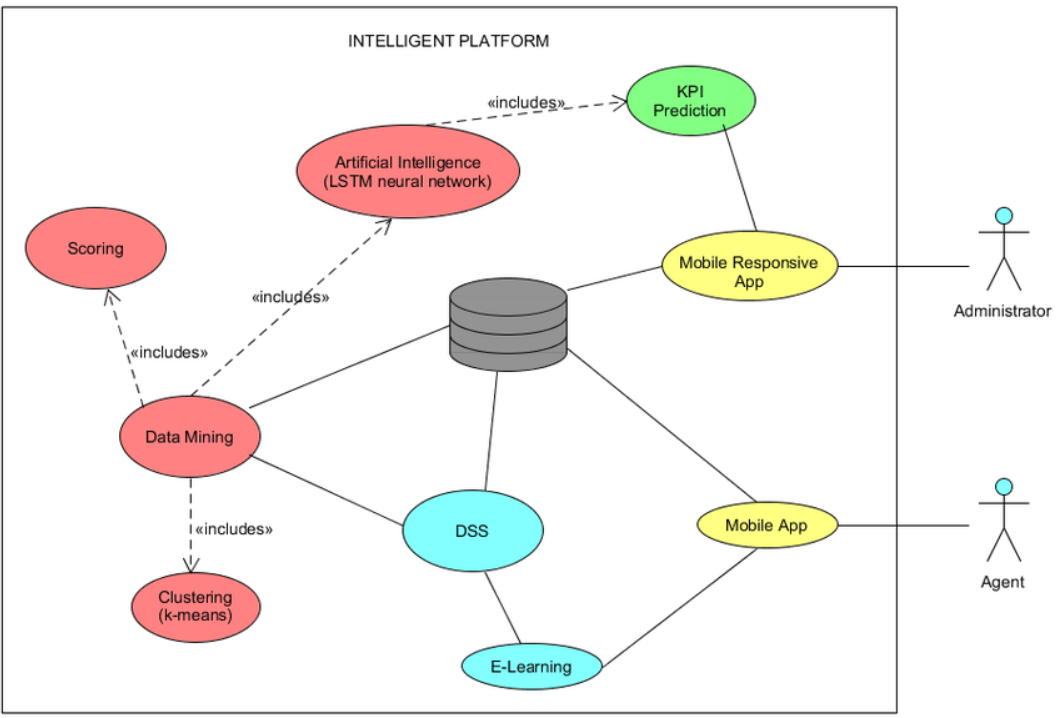 INTELLIGENT PLATFORM
KPI
Prediction
«includes»
Artificial Intelligence
(LSTM neural network)
Scoring
Mobile Responsive
App
«includes»
Administrator
«includes»
Data Mining
DSS
Mobile App
«includes»
Agent
Clustering
(k-means)
E-Learning